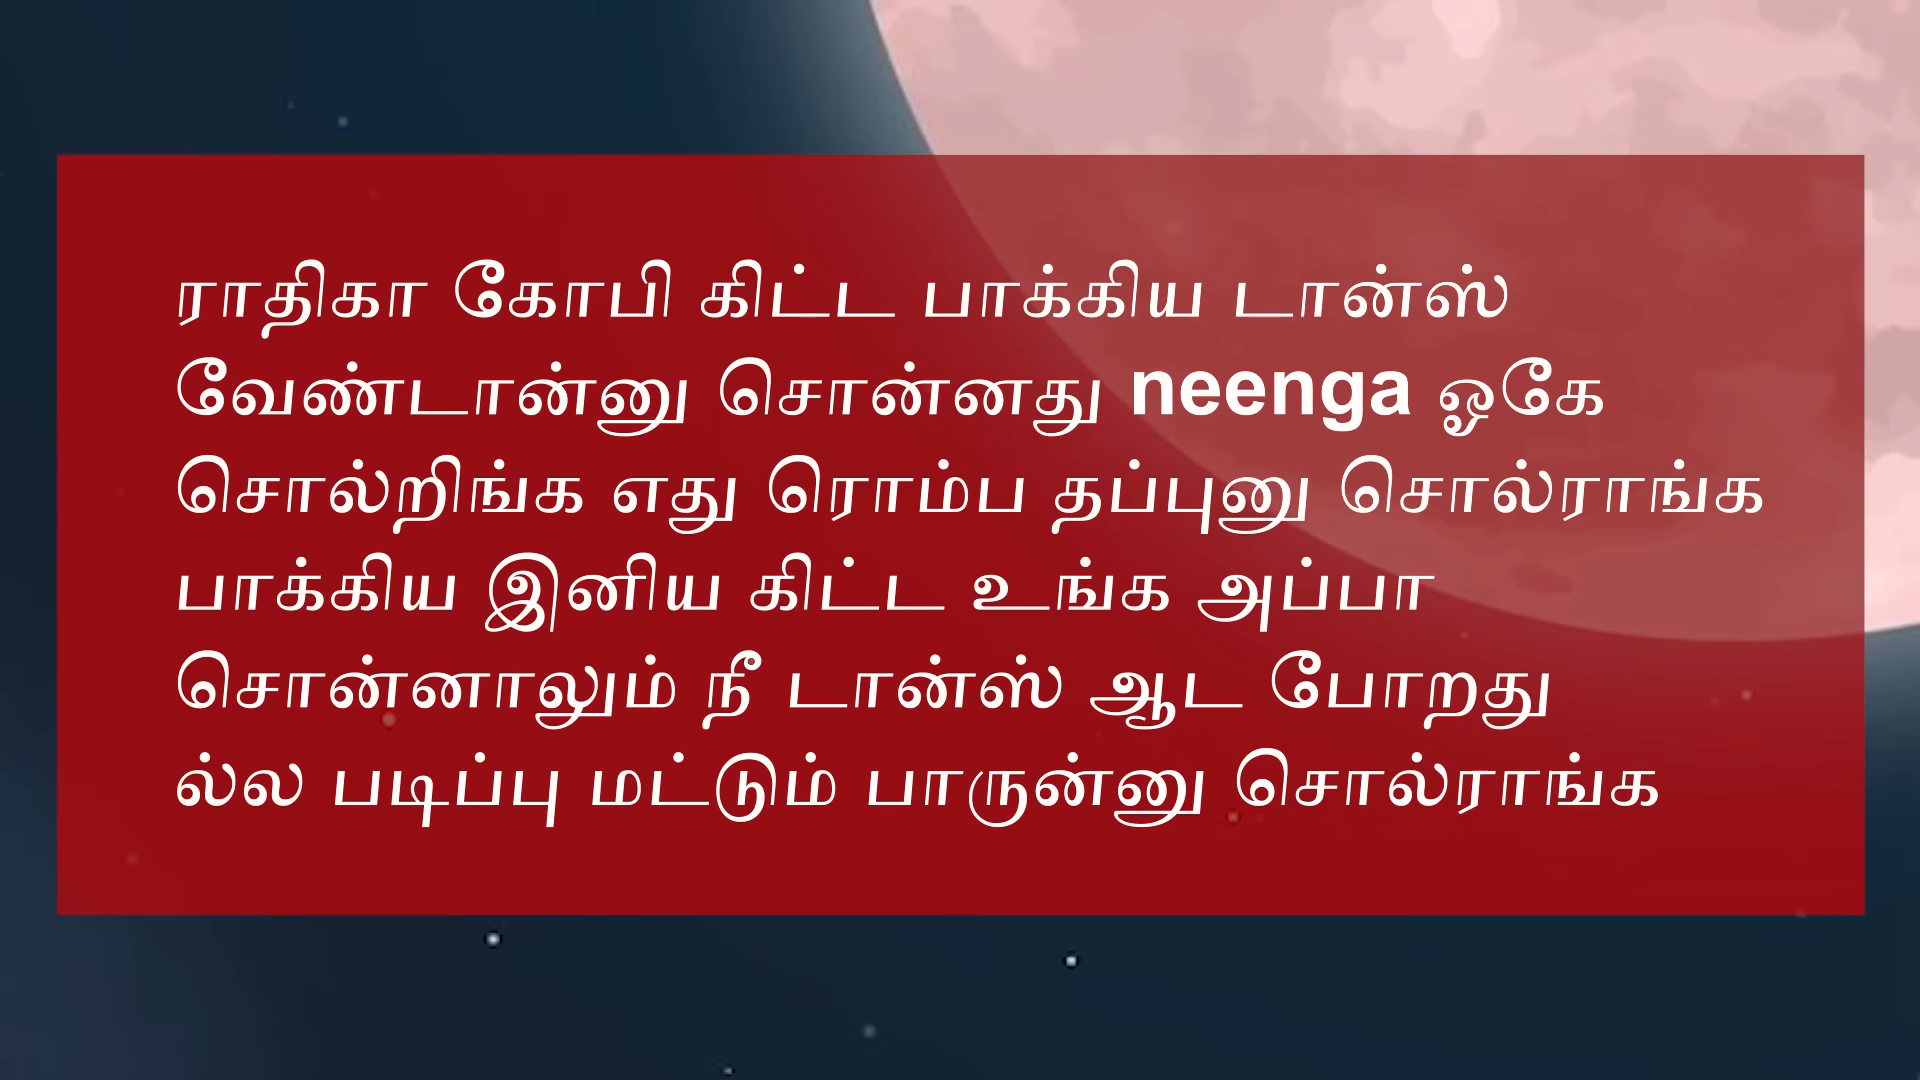 ராதிகா கோபி கிட்ட பாக்கிய டான்ஸ்
வேண்டான்னு சொன்னது neenga ஓகே
சொல்றிங்க எது ரொம்ப தப்புனு சொல்ராங்க
பாக்கிய இனிய கிட்ட உங்க அப்பா
சொன்னாலும் நீ டான்ஸ் ஆட போறது
ல்ல படிப்பு மட்டும் பாருன்னு சொல்ராங்க